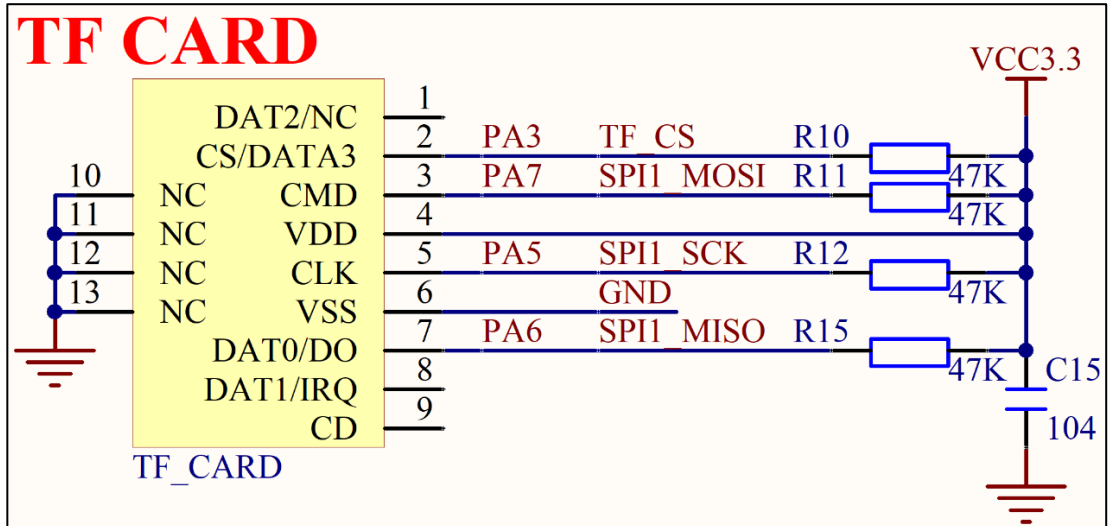 TF CARD
VCC3.3
DAT2/NC 1
CS/DATA3 2 PA3 TF_CS R10 47K
10 NC CMD 3 PA7 SPI1_MOSI R11 47K
11 NC VDD 4
12 NC CLK 5 PA5 SPI1_SCK R12 47K
13 NC VSS 6 GND
DAT0/DO 7 PA6 SPI1_MISO R15 47K
DAT1/IRQ 8 C15
CD 9 104
TF_CARD